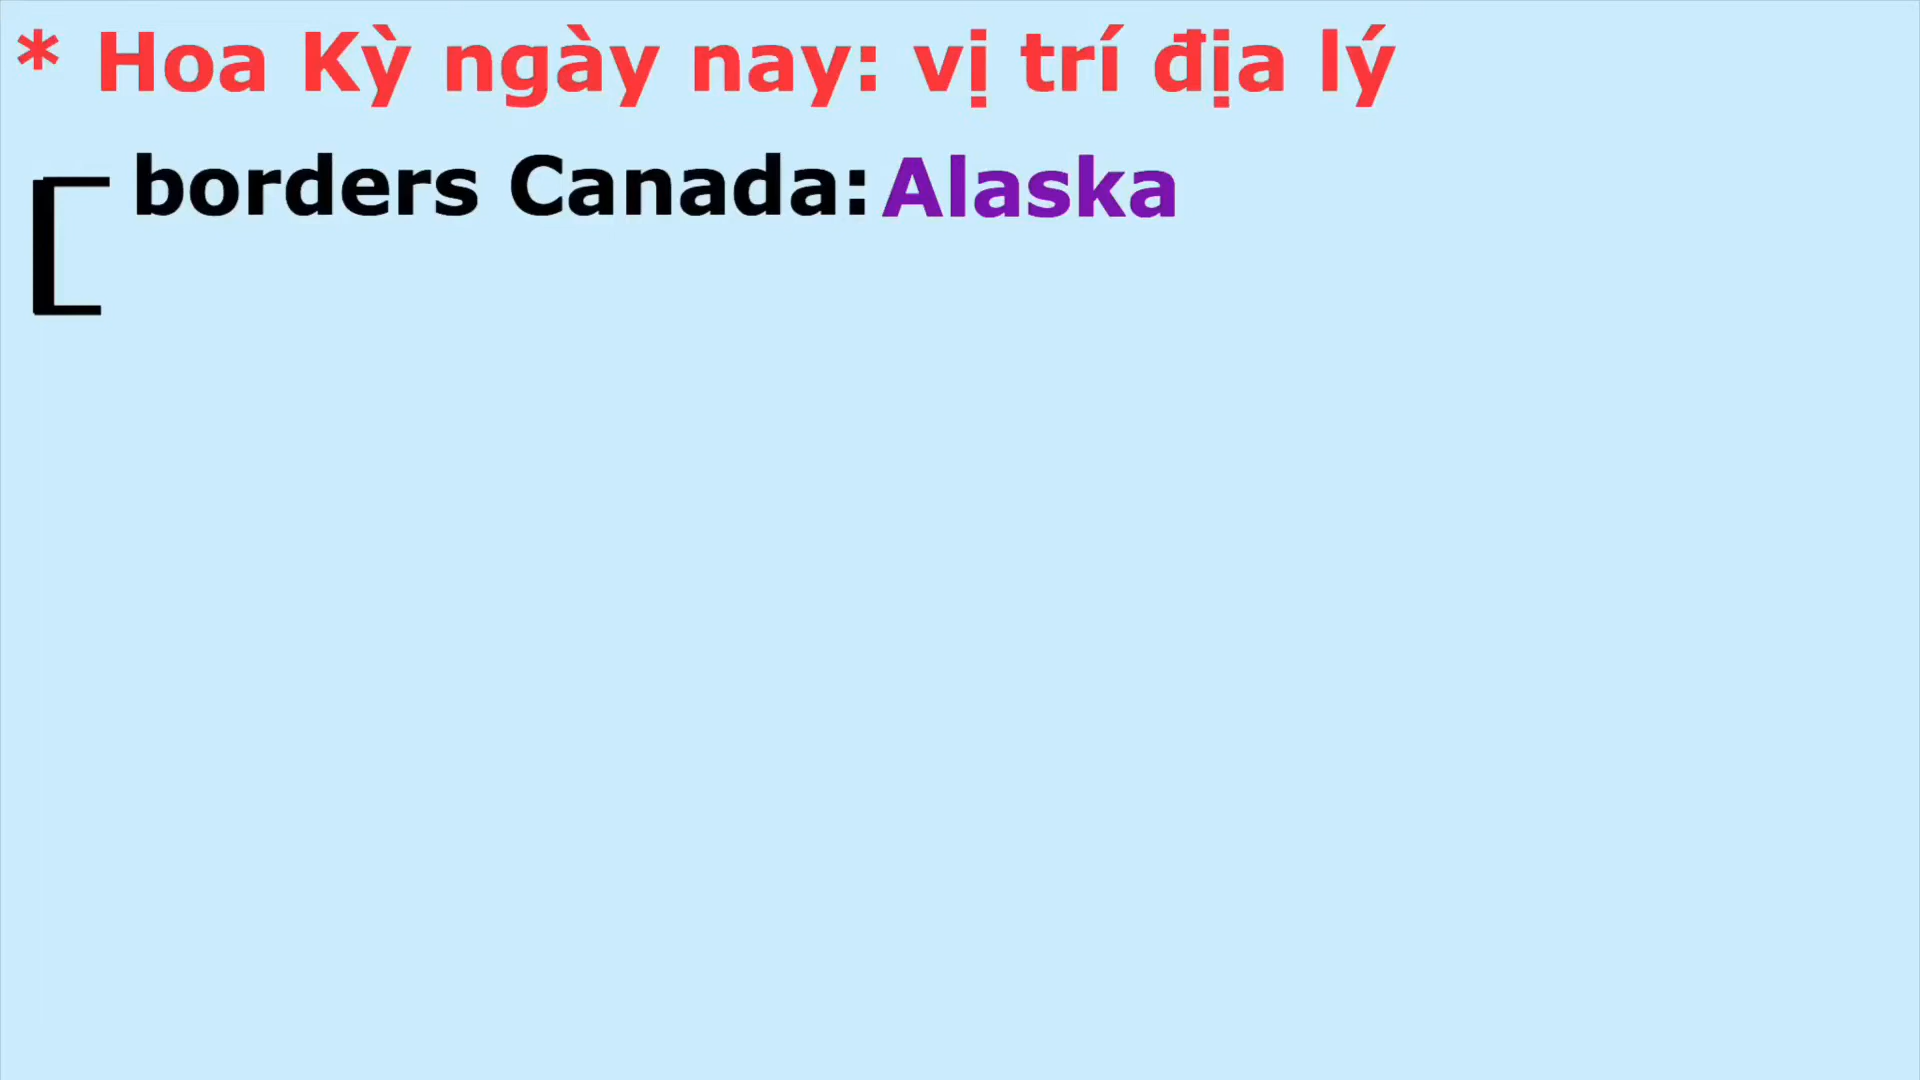 * Hoa Kỳ ngày nay: vị trí địa lý
borders Canada: Alaska